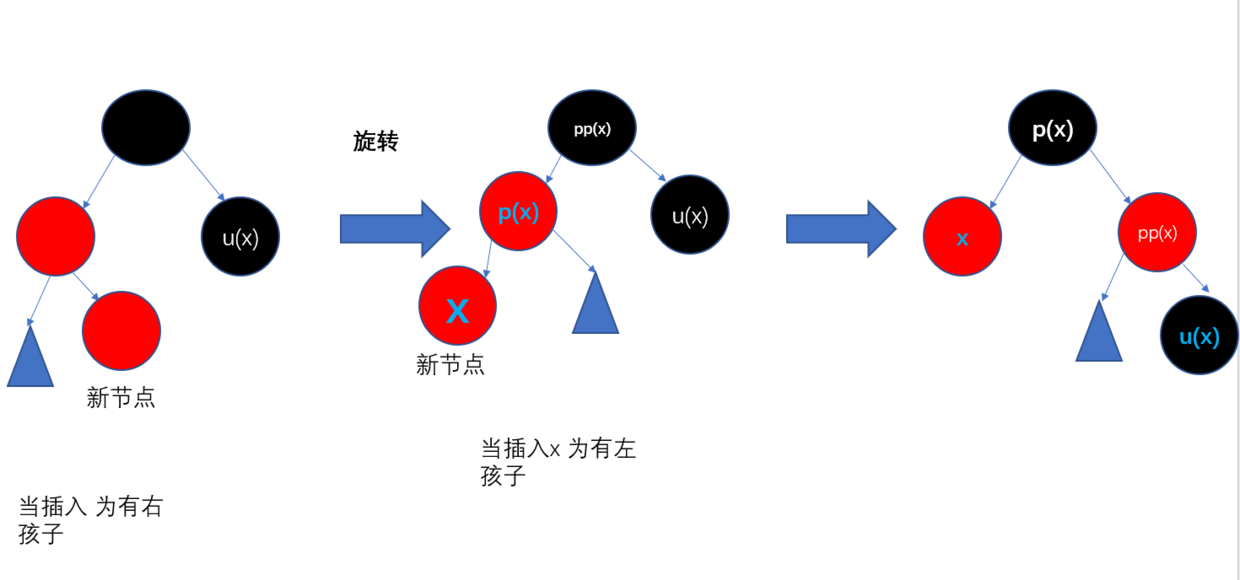 旋转
pp(x)
p(x)
u(x)
u(x)
X
新节点
新节点
当插入 为有右
孩子
当插入x 为有左
孩子
p(x)
x
pp(x)
u(x)